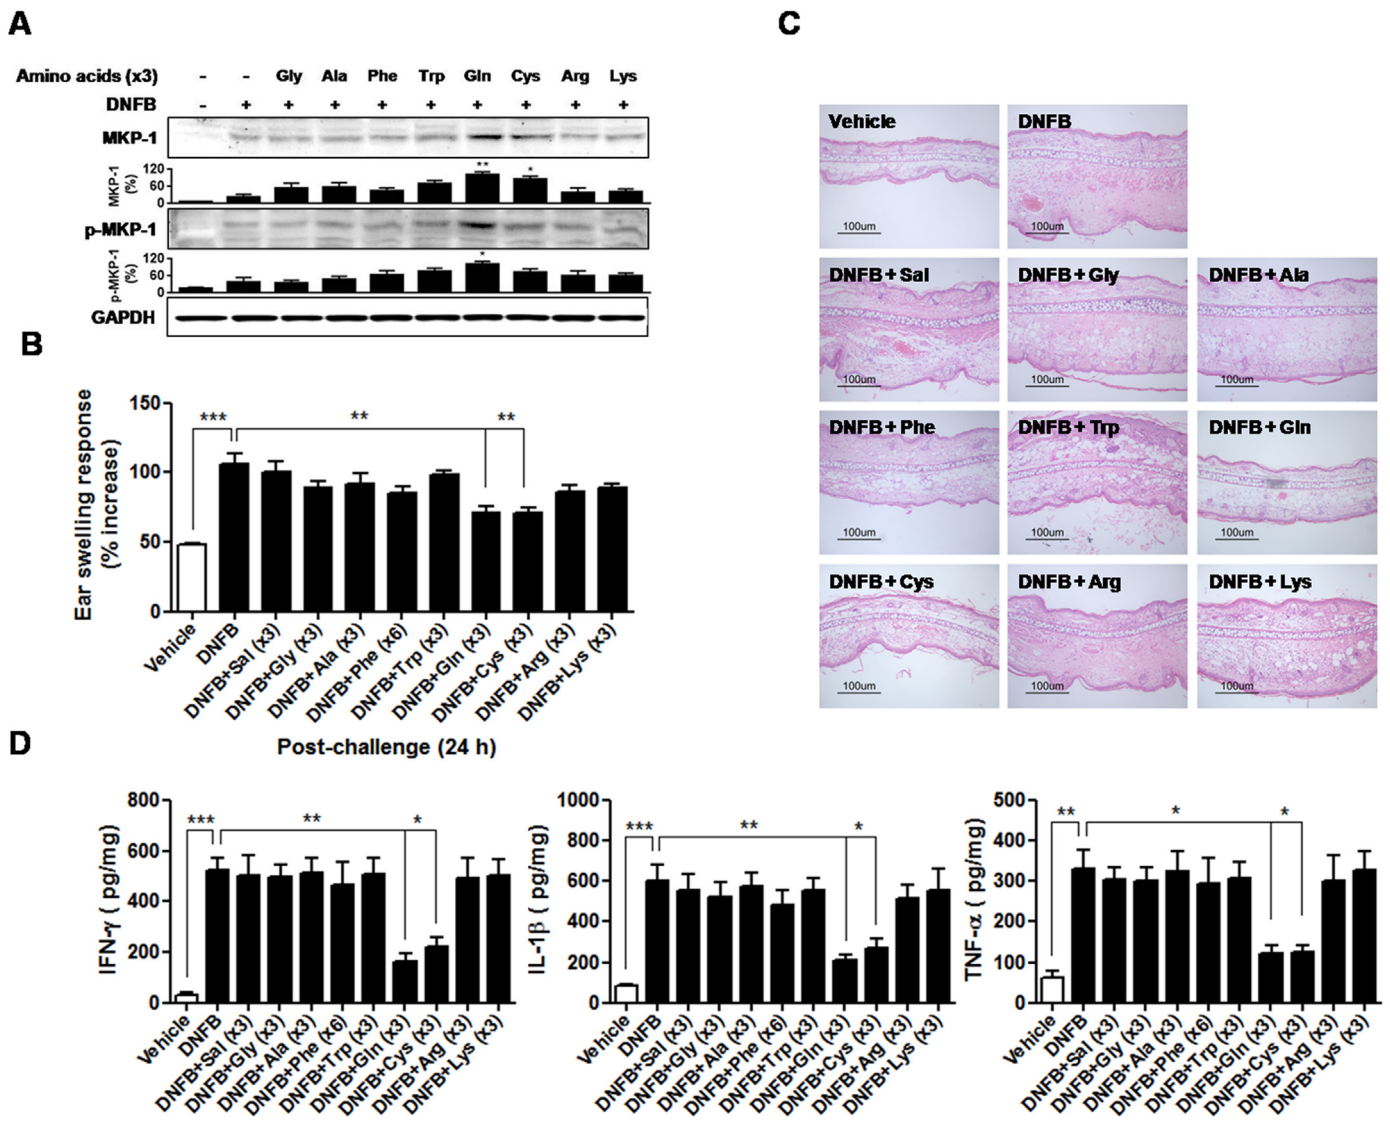 A
Amino acids (x3) - - Gly Ala Phe Trp Gln Cys Arg Lys
DNFB - + + + + + + + + +
MKP-1
MKP-1 (%)
120
60
0
** *
p-MKP-1
p-MKP-1 (%)
120
60
0
*
GAPDH
B
Ear swelling response
(% increase)
150
100
50
0
*** ** **
Vehicle
DNFB
DNFB+Sal (x3)
DNFB+Gly (x3)
DNFB+Ala (x3)
DNFB+Phe (x6)
DNFB+Trp (x3)
DNFB+Gln (x3)
DNFB+Cys (x3)
DNFB+Arg (x3)
DNFB+Lys (x3)
Post-challenge (24 h)
C
Vehicle
100um
DNFB
100um
DNFB+Sal
100um
DNFB+Gly
100um
DNFB+Ala
100um
DNFB+Phe
100um
DNFB+Trp
100um
DNFB+Gln
100um
DNFB+Cys
100um
DNFB+Arg
100um
DNFB+Lys
100um
D
IFN-γ ( pg/mg)
800
600
400
200
0
*** ** *
Vehicle
DNFB
DNFB+Sal (x3)
DNFB+Gly (x3)
DNFB+Ala (x3)
DNFB+Phe (x6)
DNFB+Trp (x3)
DNFB+Gln (x3)
DNFB+Cys (x3)
DNFB+Arg (x3)
DNFB+Lys (x3)
IL-1β ( pg/mg)
1000
800
600
400
200
0
*** ** *
Vehicle
DNFB
DNFB+Sal (x3)
DNFB+Gly (x3)
DNFB+Ala (x3)
DNFB+Phe (x6)
DNFB+Trp (x3)
DNFB+Gln (x3)
DNFB+Cys (x3)
DNFB+Arg (x3)
DNFB+Lys (x3)
TNF-α ( pg/mg)
500
400
300
200
100
0
** * *
Vehicle
DNFB
DNFB+Sal (x3)
DNFB+Gly (x3)
DNFB+Ala (x3)
DNFB+Phe (x6)
DNFB+Trp (x3)
DNFB+Gln (x3)
DNFB+Cys (x3)
DNFB+Arg (x3)
DNFB+Lys (x3)